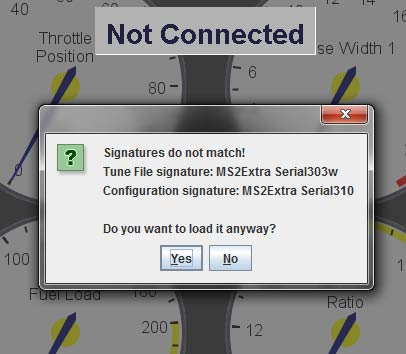 40
16
Not Connected
Throttle
Position
se Width 1
80
6
0
Signatures do not match!
Tune File signature: MS2Extra Serial303w
Configuration signature: MS2Extra Serial310
Do you want to load it anyway?
Yes
No
100
10
Fuel Load
Ratio
200
12